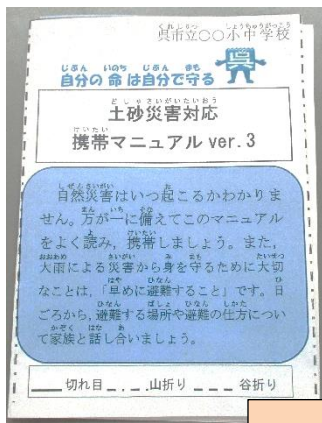 呉市立〇〇小中学校
自分の命は自分で守る
呉
土砂災害対応
携帯マニュアル ver.3
自然災害はいつ起こるかわかりま
せん。万が一に備えてこのマニュアル
をよく読み，携帯しましょう。また，
大雨による災害から身を守るために大切
なことは，「早めに避難すること」です。日
ごろから，避難する場所や避難の仕方につい
て家族と話し合いましょう。
＿＿切れ目 _ . _ .山折り _ _ _ 谷折り